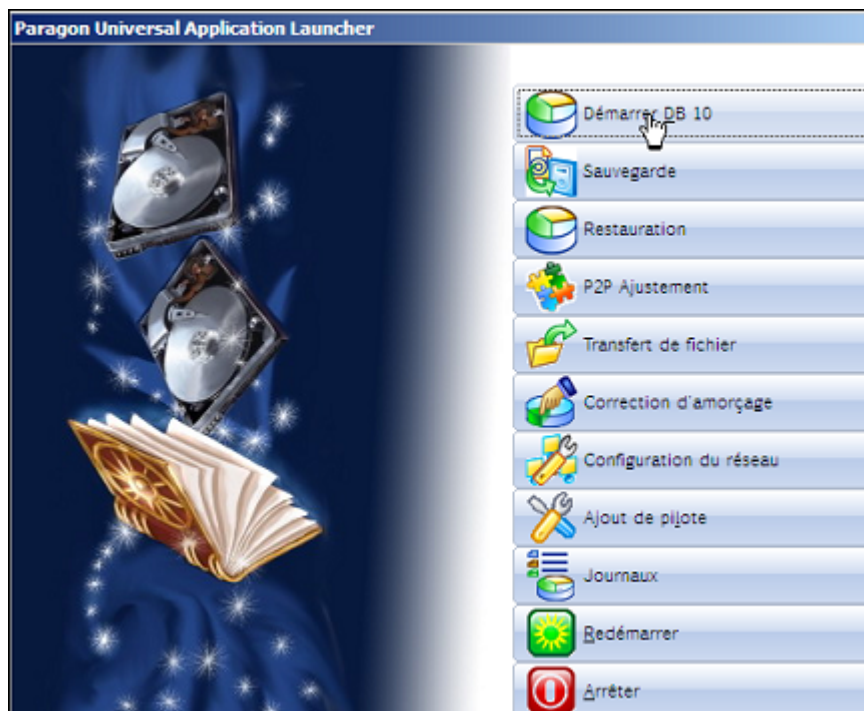 Paragon Universal Application Launcher
Démarrer DB 10
Sauvegarde
Restauration
P2P Ajustement
Transfert de fichier
Correction d'amorçage
Configuration du réseau
Ajout de pilote
Journaux
Redémarrer
Arrêter